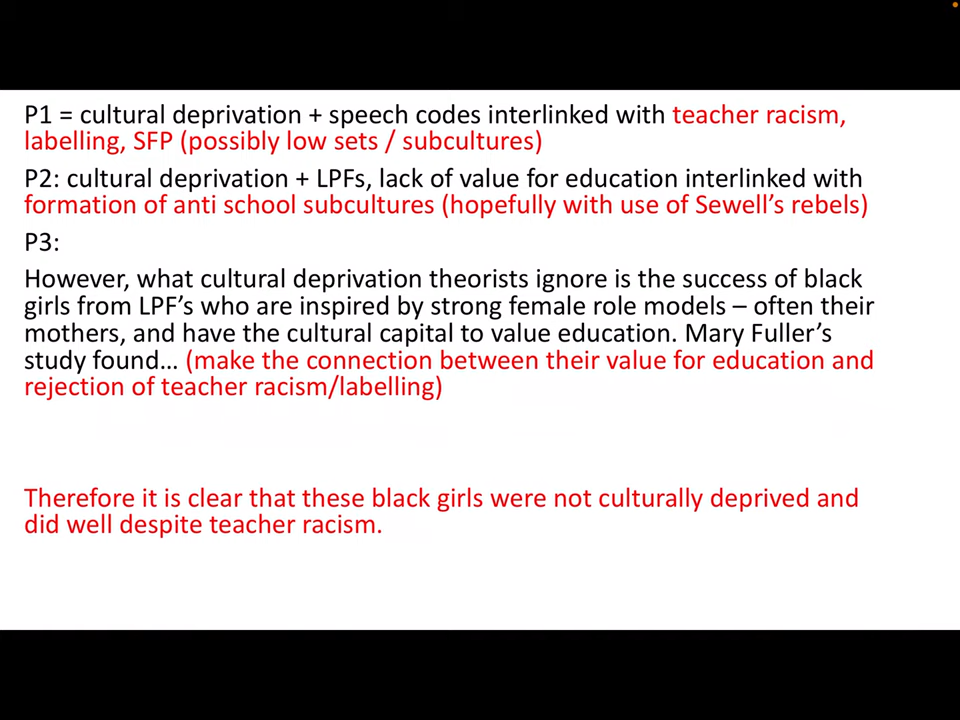 P1 = cultural deprivation + speech codes interlinked with teacher racism,
labelling, SFP (possibly low sets / subcultures)
P2: cultural deprivation + LPFs, lack of value for education interlinked with
formation of anti school subcultures (hopefully with use of Sewell’s rebels)
P3:
However, what cultural deprivation theorists ignore is the success of black
girls from LPF’s who are inspired by strong female role models – often their
mothers, and have the cultural capital to value education. Mary Fuller’s
study found… (make the connection between their value for education and
rejection of teacher racism/labelling)
Therefore it is clear that these black girls were not culturally deprived and
did well despite teacher racism.